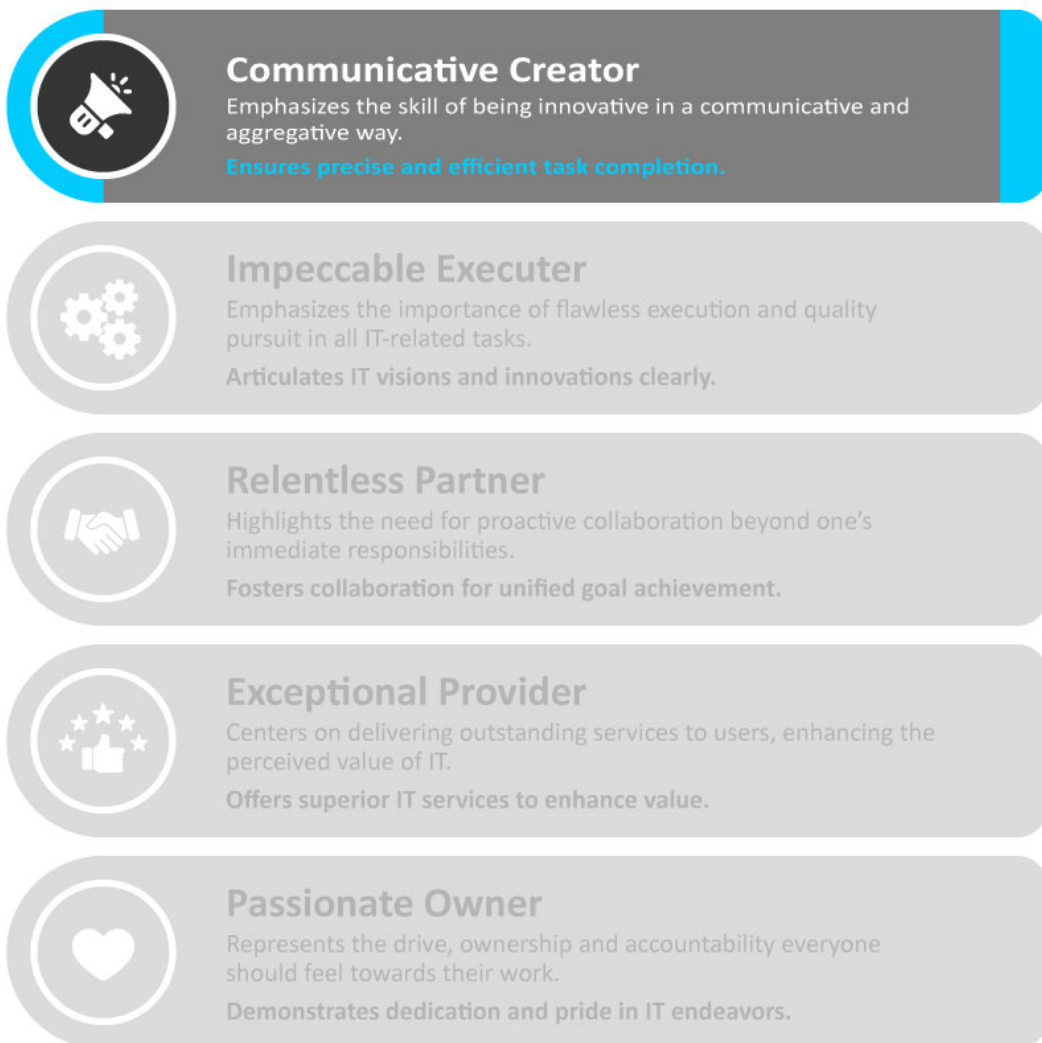 Communicative Creator
Emphasizes the skill of being innovative in a communicative and
aggregative way.
Ensures precise and efficient task completion.
Impeccable Executer
Emphasizes the importance of flawless execution and quality
pursuit in all IT-related tasks.
Articulates IT visions and innovations clearly.
Relentless Partner
Highlights the need for proactive collaboration beyond one’s
immediate responsibilities.
Fosters collaboration for unified goal achievement.
Exceptional Provider
Centers on delivering outstanding services to users, enhancing the
perceived value of IT.
Offers superior IT services to enhance value.
Passionate Owner
Represents the drive, ownership and accountability everyone
should feel towards their work.
Demonstrates dedication and pride in IT endeavors.